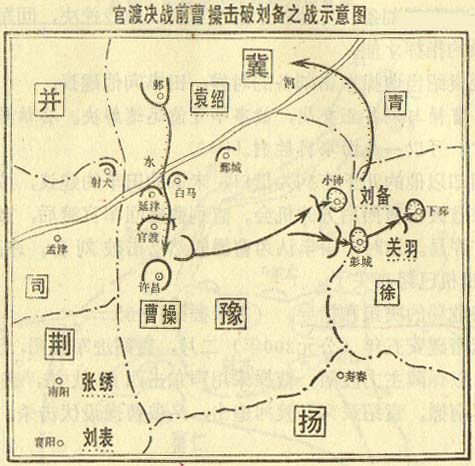 官渡决战前曹操击破刘备之战示意图
冀
并
邺
袁绍
河
青
水
鄄城
射犬
白马
延津
小沛
刘备
下邳
官渡
孟津
彭城
关羽
许昌
司
曹操
豫
徐
荆
张绣
南阳
寿春
襄阳
刘表
扬